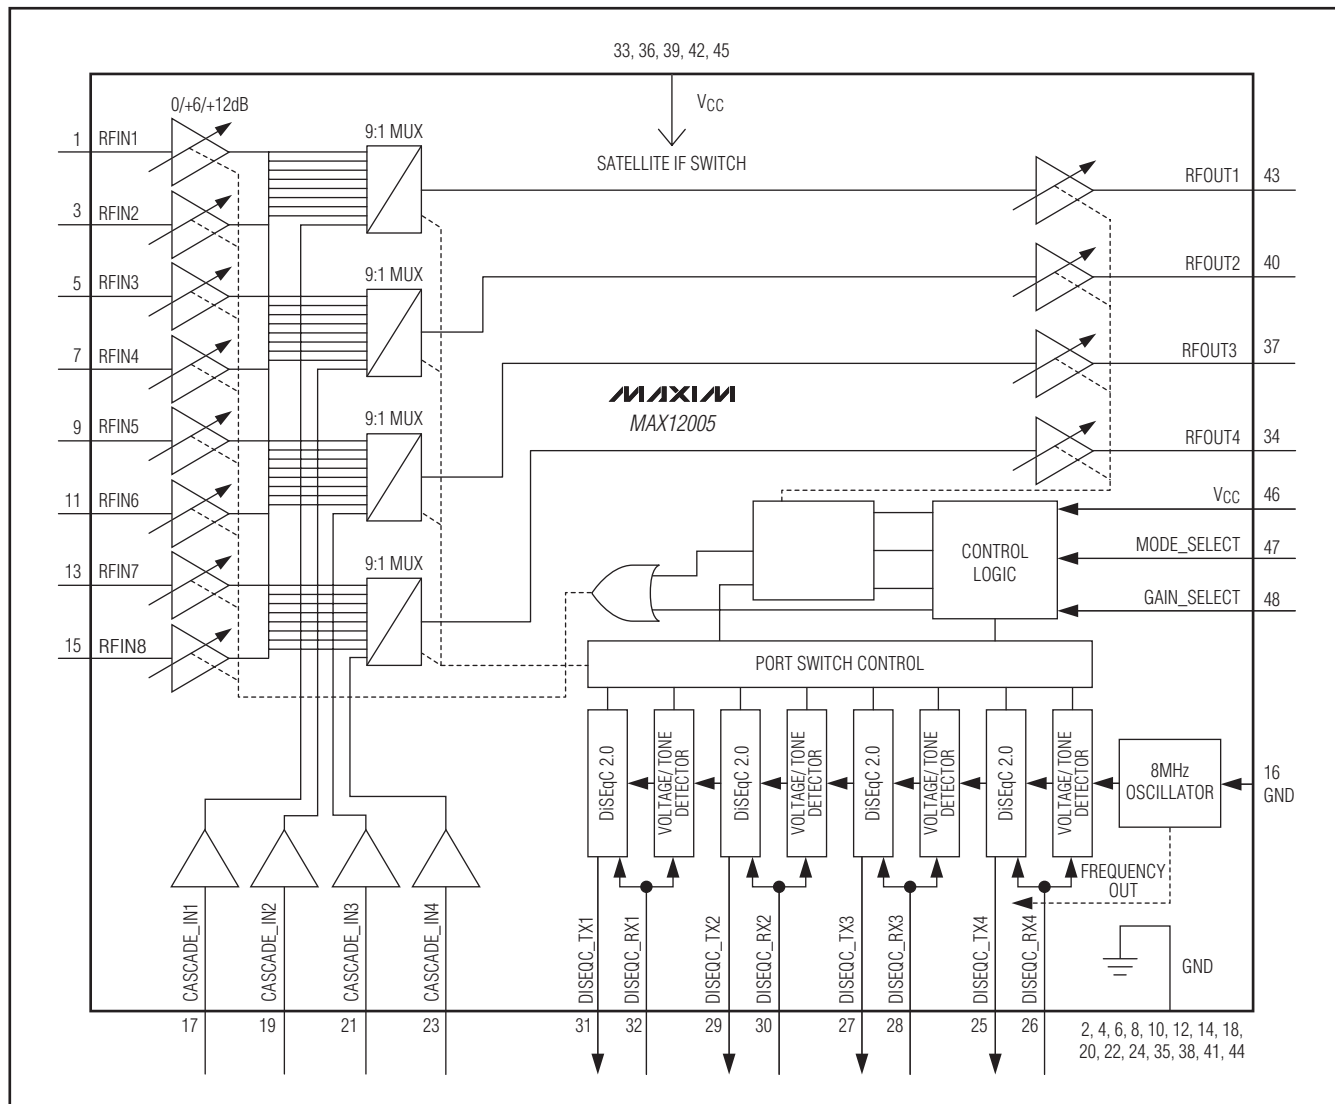 33, 36, 39, 42, 45
VCC
SATELLITE IF SWITCH
0/+6/+12dB
1 RFIN1
3 RFIN2
5 RFIN3
7 RFIN4
9 RFIN5
11 RFIN6
13 RFIN7
15 RFIN8
9:1 MUX
9:1 MUX
9:1 MUX
9:1 MUX
RFOUT1 43
RFOUT2 40
RFOUT3 37
RFOUT4 34
MAXIM
MAX12005
VCC 46
MODE_SELECT 47
GAIN_SELECT 48
CONTROL
LOGIC
PORT SWITCH CONTROL
DiSEqC 2.0
VOLTAGE/ TONE
DETECTOR
DiSEqC 2.0
VOLTAGE/ TONE
DETECTOR
DiSEqC 2.0
VOLTAGE/ TONE
DETECTOR
DiSEqC 2.0
VOLTAGE/ TONE
DETECTOR
8MHz
OSCILLATOR
16
GND
FREQUENCY
OUT
CASCADE_IN1
CASCADE_IN2
CASCADE_IN3
CASCADE_IN4
DISEQC_TX1
DISEQC_RX1
DISEQC_TX2
DISEQC_RX2
DISEQC_TX3
DISEQC_RX3
DISEQC_TX4
DISEQC_RX4
GND
17
19
21
23
31
32
29
30
27
28
25
26
2, 4, 6, 8, 10, 12, 14, 18,
20, 22, 24, 35, 38, 41, 44